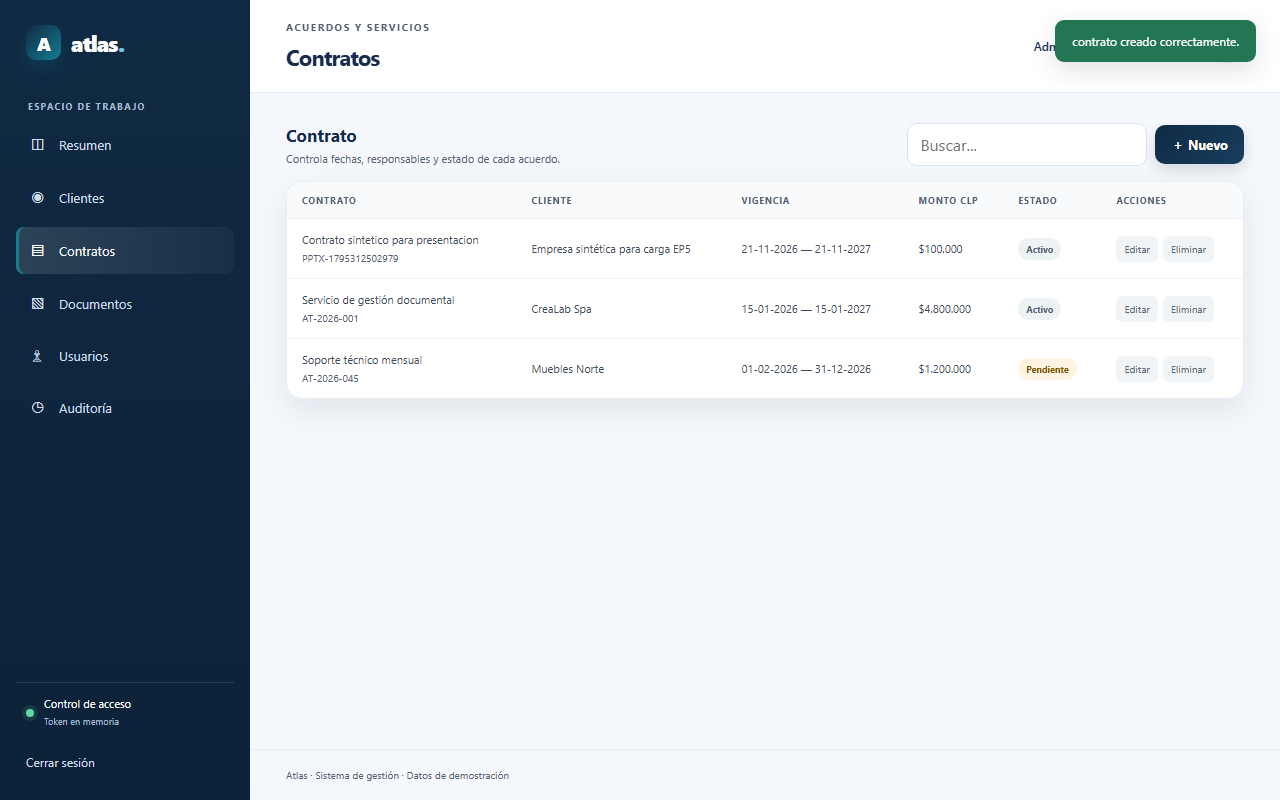 A atlas.
ESPACIO DE TRABAJO
Resumen
Clientes
Contratos
Documentos
Usuarios
Auditoría
Control de acceso
Token en memoria
Cerrar sesión
ACUERDOS Y SERVICIOS
Contratos
contrato creado correctamente.
Contrato
Controla fechas, responsables y estado de cada acuerdo.
Buscar...
+ Nuevo
CONTRATO CLIENTE VIGENCIA MONTO CLP ESTADO ACCIONES
Contrato sintetico para presentacion
PPTX-1795312502979
Empresa sintética para carga EP5 21-11-2026 — 21-11-2027 $100.000 Activo Editar Eliminar
Servicio de gestión documental
AT-2026-001
CreaLab Spa 15-01-2026 — 15-01-2027 $4.800.000 Activo Editar Eliminar
Soporte técnico mensual
AT-2026-045
Muebles Norte 01-02-2026 — 31-12-2026 $1.200.000 Pendiente Editar Eliminar
Atlas · Sistema de gestión · Datos de demostración